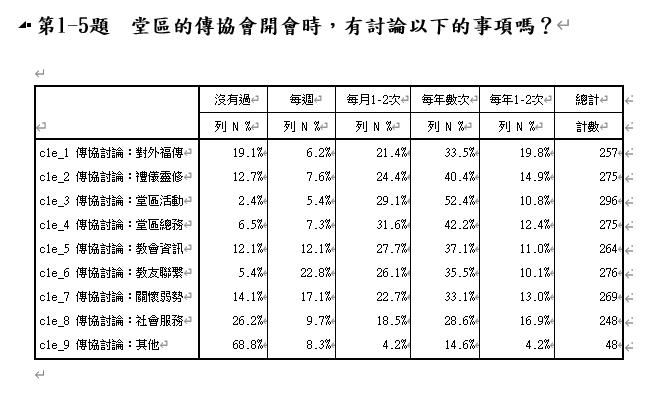 第1-5題　堂區的傳協會開會時，有討論以下的事項嗎？
沒有過 每週 每月1-2次 每年數次 每年1-2次 總計
列 N % 列 N % 列 N % 列 N % 列 N % 計數
c1e_1 傳協討論：對外福傳 19.1% 6.2% 21.4% 33.5% 19.8% 257
c1e_2 傳協討論：禮儀靈修 12.7% 7.6% 24.4% 40.4% 14.9% 275
c1e_3 傳協討論：堂區活動 2.4% 5.4% 29.1% 52.4% 10.8% 296
c1e_4 傳協討論：堂區總務 6.5% 7.3% 31.6% 42.2% 12.4% 275
c1e_5 傳協討論：教會資訊 12.1% 12.1% 27.7% 37.1% 11.0% 264
c1e_6 傳協討論：教友聯繫 5.4% 22.8% 26.1% 35.5% 10.1% 276
c1e_7 傳協討論：關懷弱勢 14.1% 17.1% 22.7% 33.1% 13.0% 269
c1e_8 傳協討論：社會服務 26.2% 9.7% 18.5% 28.6% 16.9% 248
c1e_9 傳協討論：其他 68.8% 8.3% 4.2% 14.6% 4.2% 48